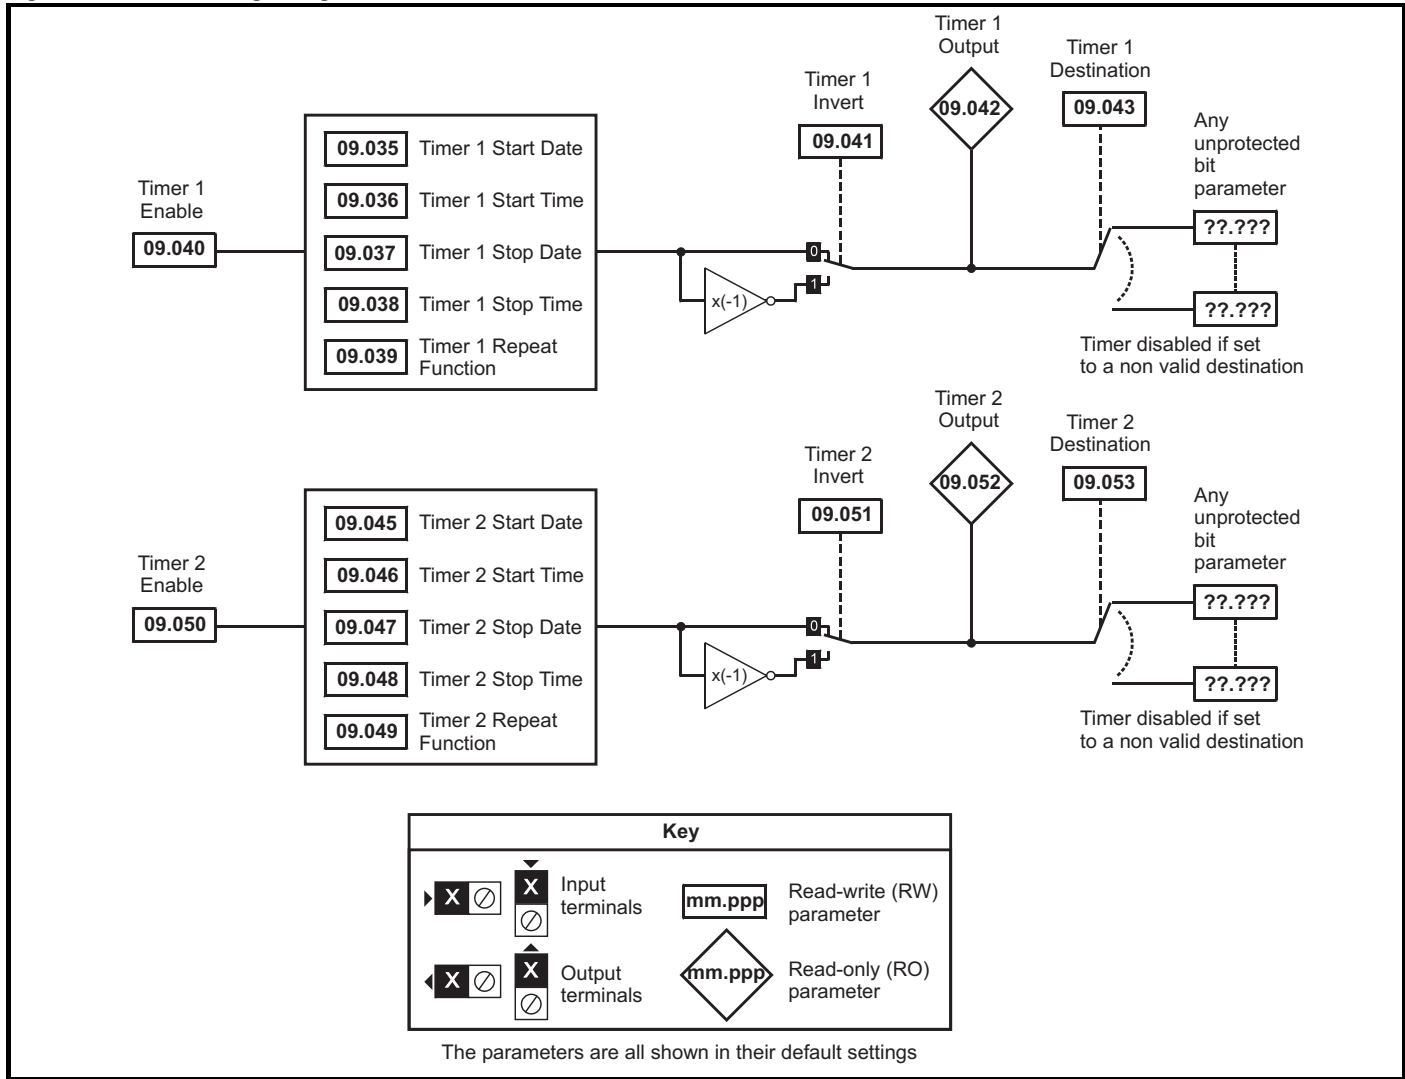 Timer 1
Output
Timer 1
Destination
Timer 1
Invert
09.042
09.043
Any
unprotected
bit
parameter
09.041
09.035 Timer 1 Start Date
09.036 Timer 1 Start Time
Timer 1
Enable
09.040
09.037 Timer 1 Stop Date
09.038 Timer 1 Stop Time
09.039 Timer 1 Repeat
Function
0
1
x(-1)
??.???
??.???
Timer disabled if set
to a non valid destination
Timer 2
Output
Timer 2
Destination
Timer 2
Invert
09.052
09.053
Any
unprotected
bit
parameter
09.051
09.045 Timer 2 Start Date
09.046 Timer 2 Start Time
Timer 2
Enable
09.050
09.047 Timer 2 Stop Date
09.048 Timer 2 Stop Time
09.049 Timer 2 Repeat
Function
0
1
x(-1)
??.???
??.???
Timer disabled if set
to a non valid destination
Key
X X Input
terminals
mm.ppp Read-write (RW)
parameter
X X Output
terminals
mm.ppp Read-only (RO)
parameter
The parameters are all shown in their default settings